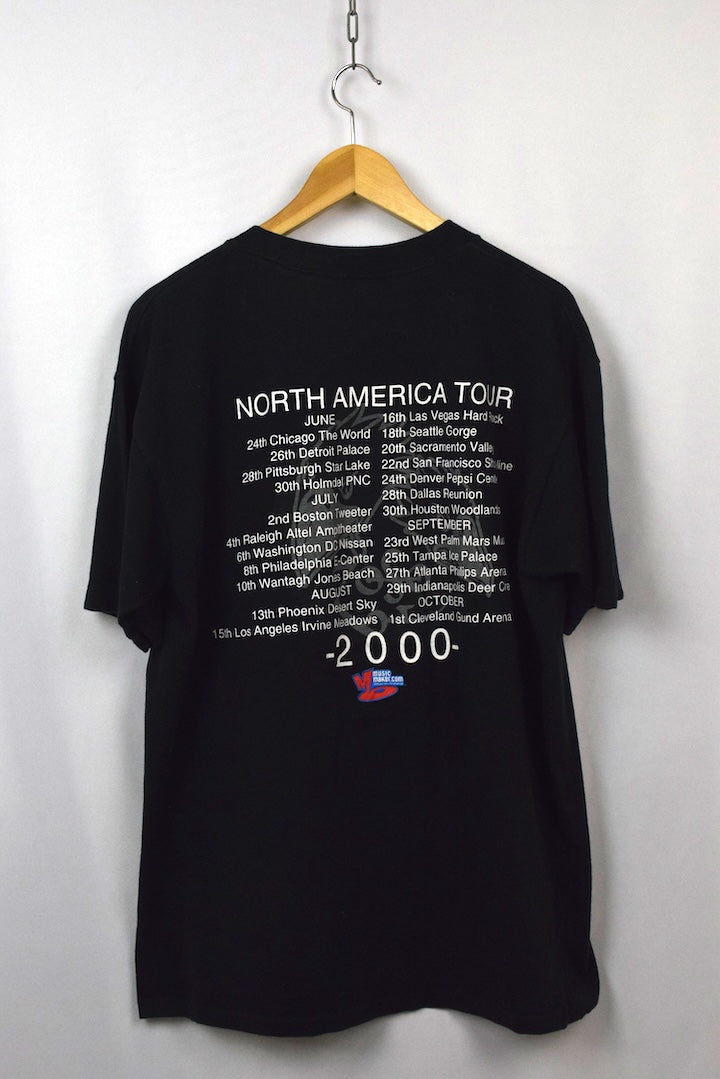 NORTH AMERICA TOUR
JUNE
24th Chicago The World
26th Detroit Palace
28th Pittsburgh Star Lake
30th Holmdel PNC
JULY
2nd Boston Tweeter
4th Raleigh Altel Ampitheater
6th Washington DC Nissan
8th Philadelphia E-Center
10th Wantagh Jones Beach
AUGUST
13th Phoenix Desert Sky
15th Los Angeles Irvine Meadows
16th Las Vegas Hard Rock
18th Seattle Gorge
20th Sacramento Valley
22nd San Francisco Shoreline
24th Denver Pepsi
28th Dallas Reunion
30th Houston Woodlands
SEPTEMBER
23rd West Palm Mars
25th Tampa Ice Palace
27th Atlanta Philips Arena
29th Indianapolis Deer
OCTOBER
1st Cleveland Gund Arena
-2000-
music
maker.com